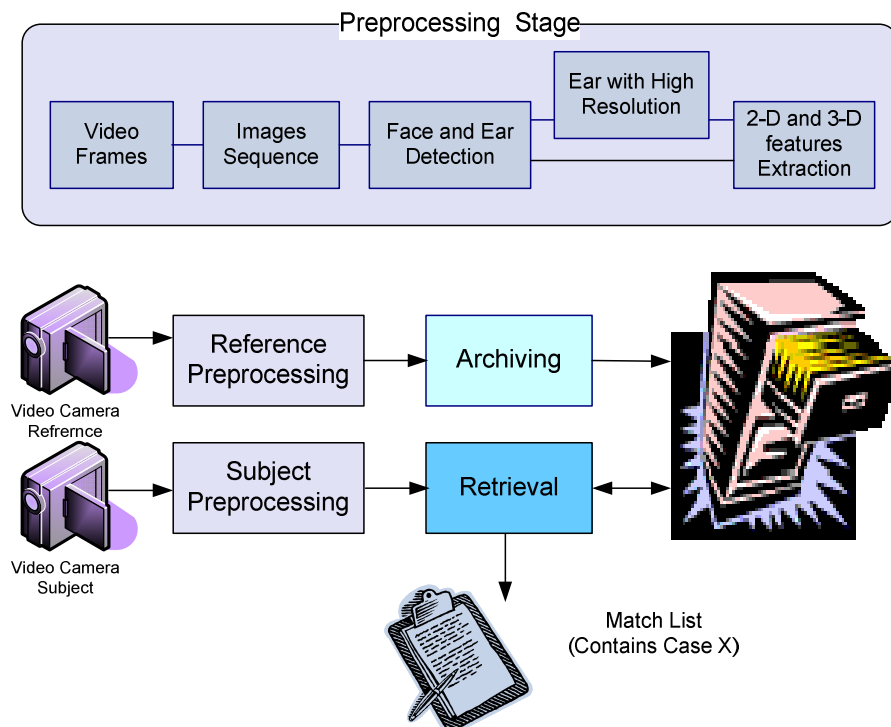 Preprocessing Stage
Video
Frames
Images
Sequence
Face and Ear
Detection
Ear with High
Resolution
2-D and 3-D
features
Extraction
Video Camera
Refrernce
Reference
Preprocessing
Archiving
Video Camera
Subject
Subject
Preprocessing
Retrieval
Match List
(Contains Case X)